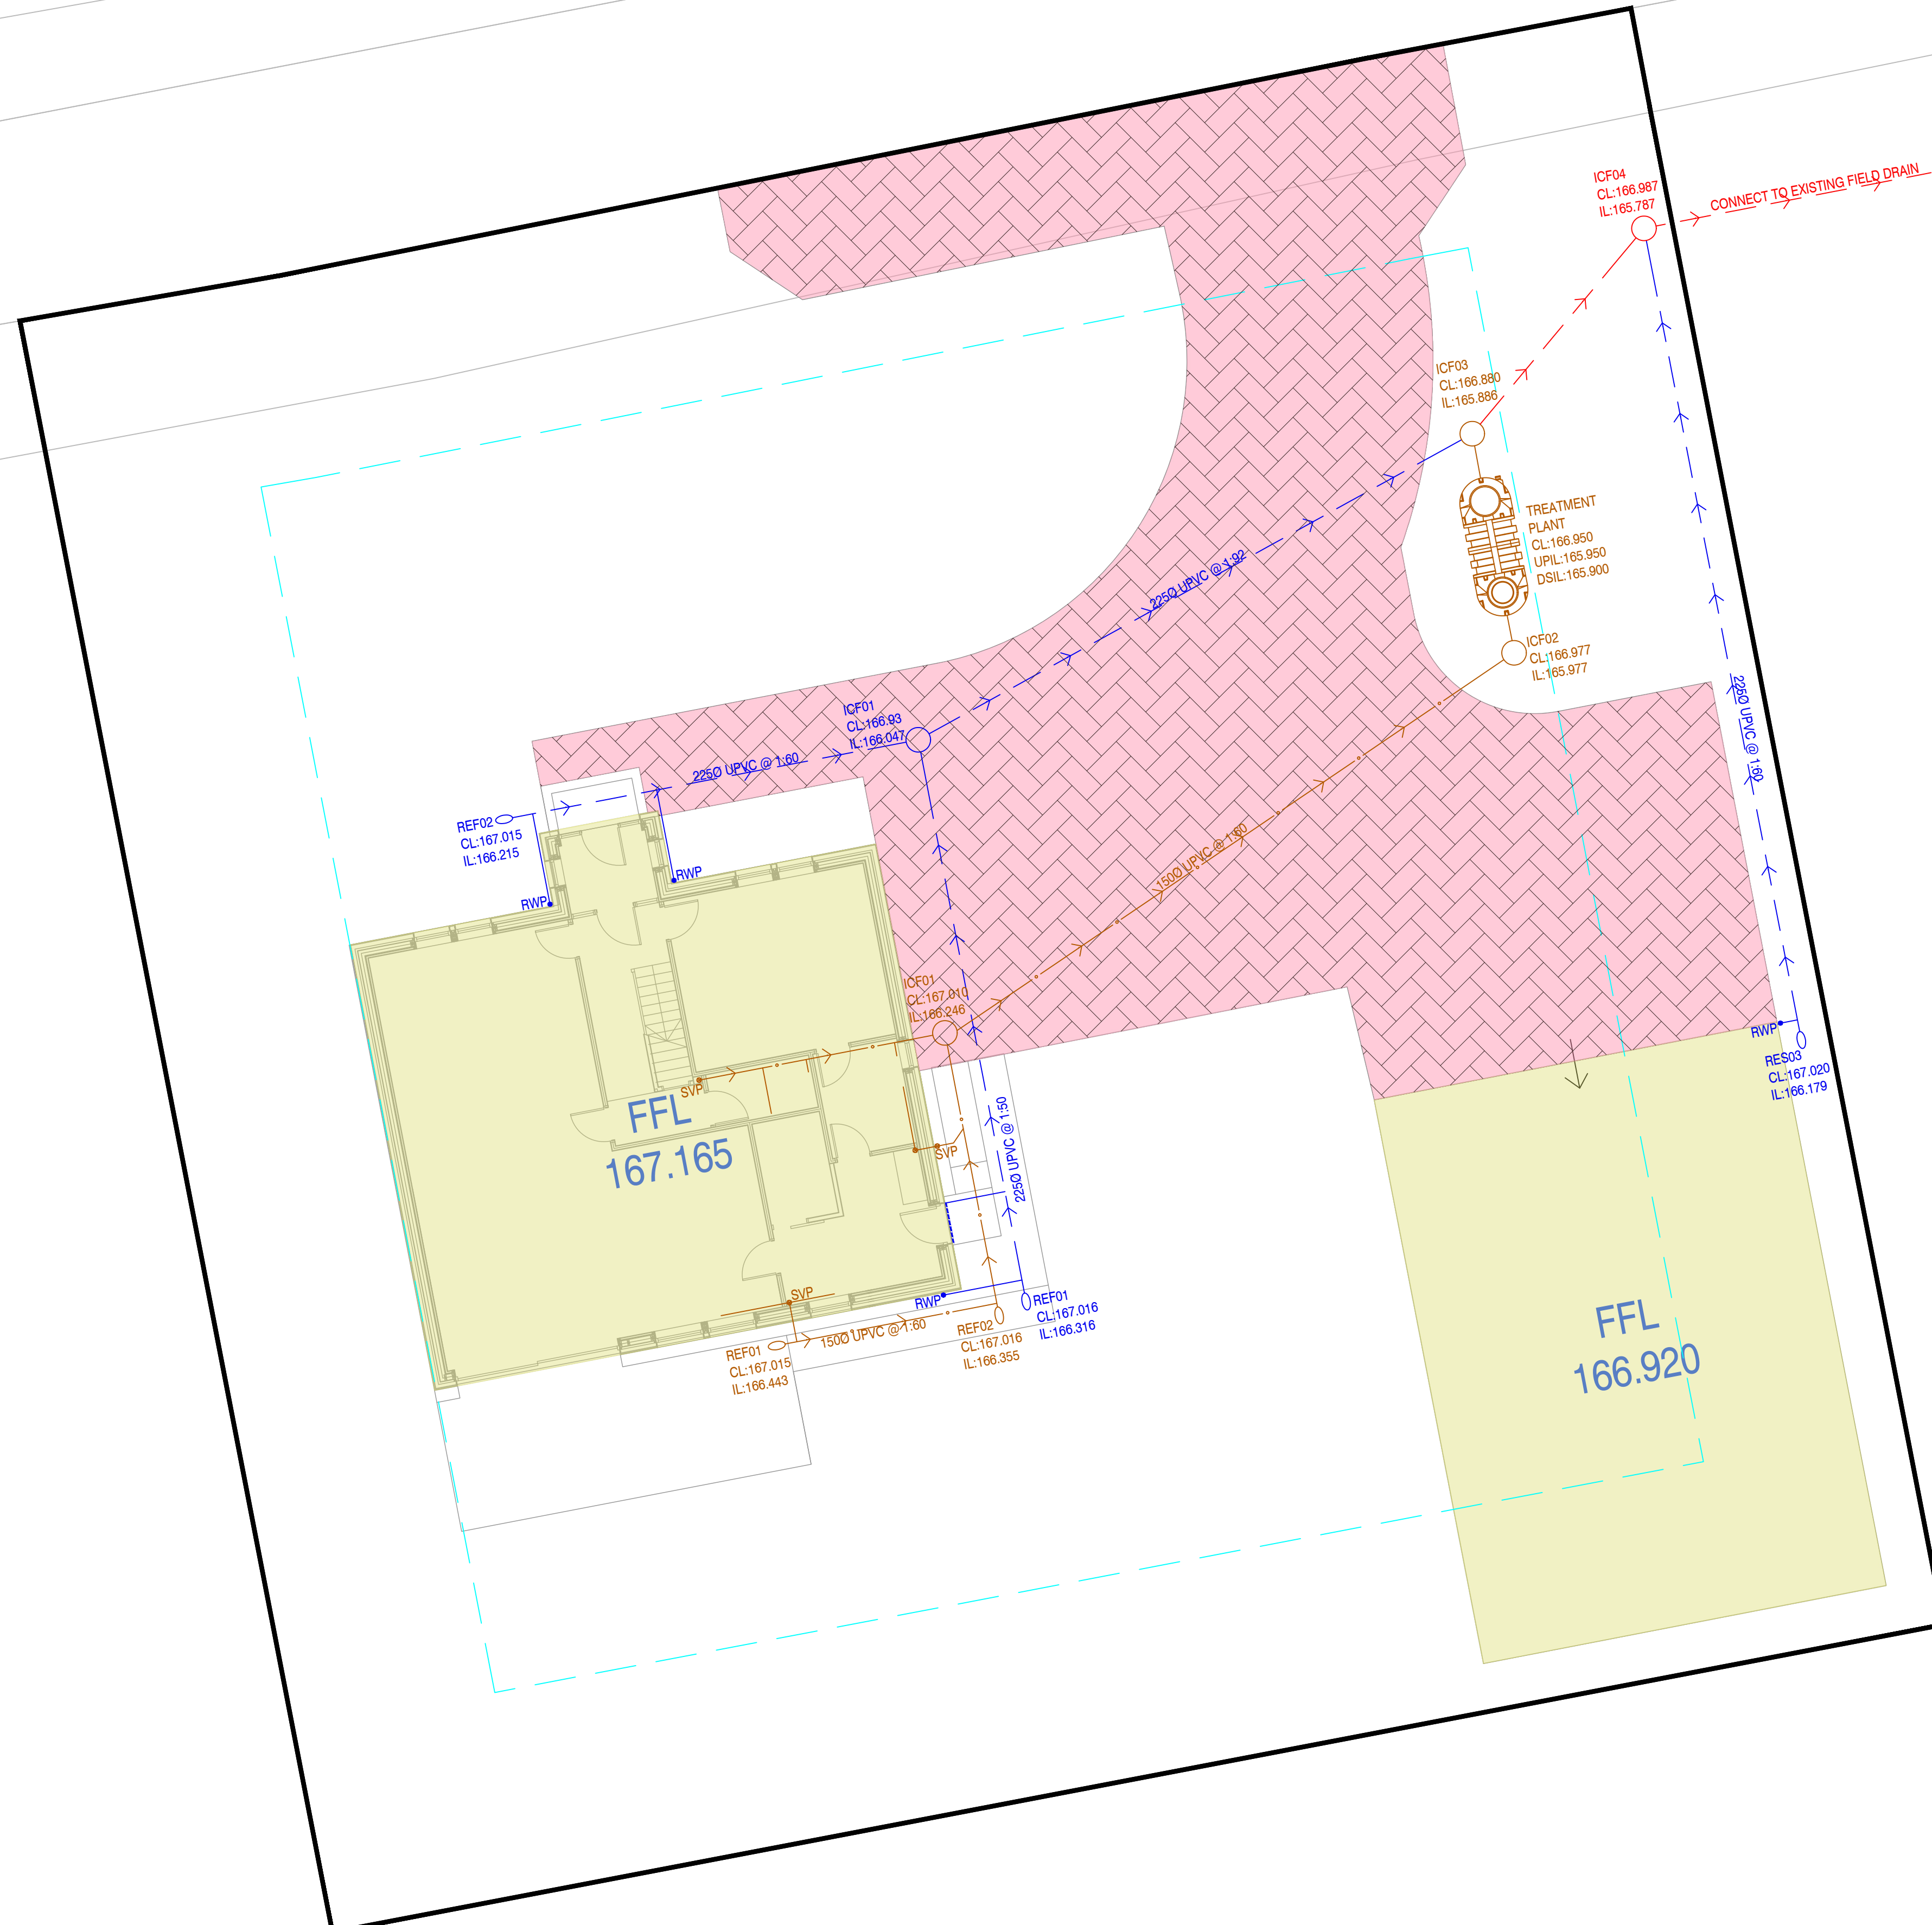 ICF04
CL:166.987
IL:165.787
CONNECT TO EXISTING FIELD DRAIN
ICF03
CL:166.880
IL:165.886
TREATMENT
PLANT
CL:166.950
UPIL:165.950
DSIL:165.900
225Ø UPVC @ 1:92
ICF02
CL:166.977
IL:165.977
ICF01
CL:166.93
IL:166.047
225Ø UPVC @ 1:60
225Ø UPVC @ 1:60
REF02
CL:167.015
IL:166.215
RWP
RWP
150Ø UPVC @ 1:60
ICF01
CL:167.010
IL:166.246
RWP
RES03
CL:167.020
IL:166.179
SVP
FFL
167.165
SVP
225Ø UPVC @ 1:50
SVP
RWP
REF01
CL:167.016
IL:166.316
REF02
CL:167.016
IL:166.355
150Ø UPVC @ 1:60
REF01
CL:167.015
IL:166.443
FFL
166.920